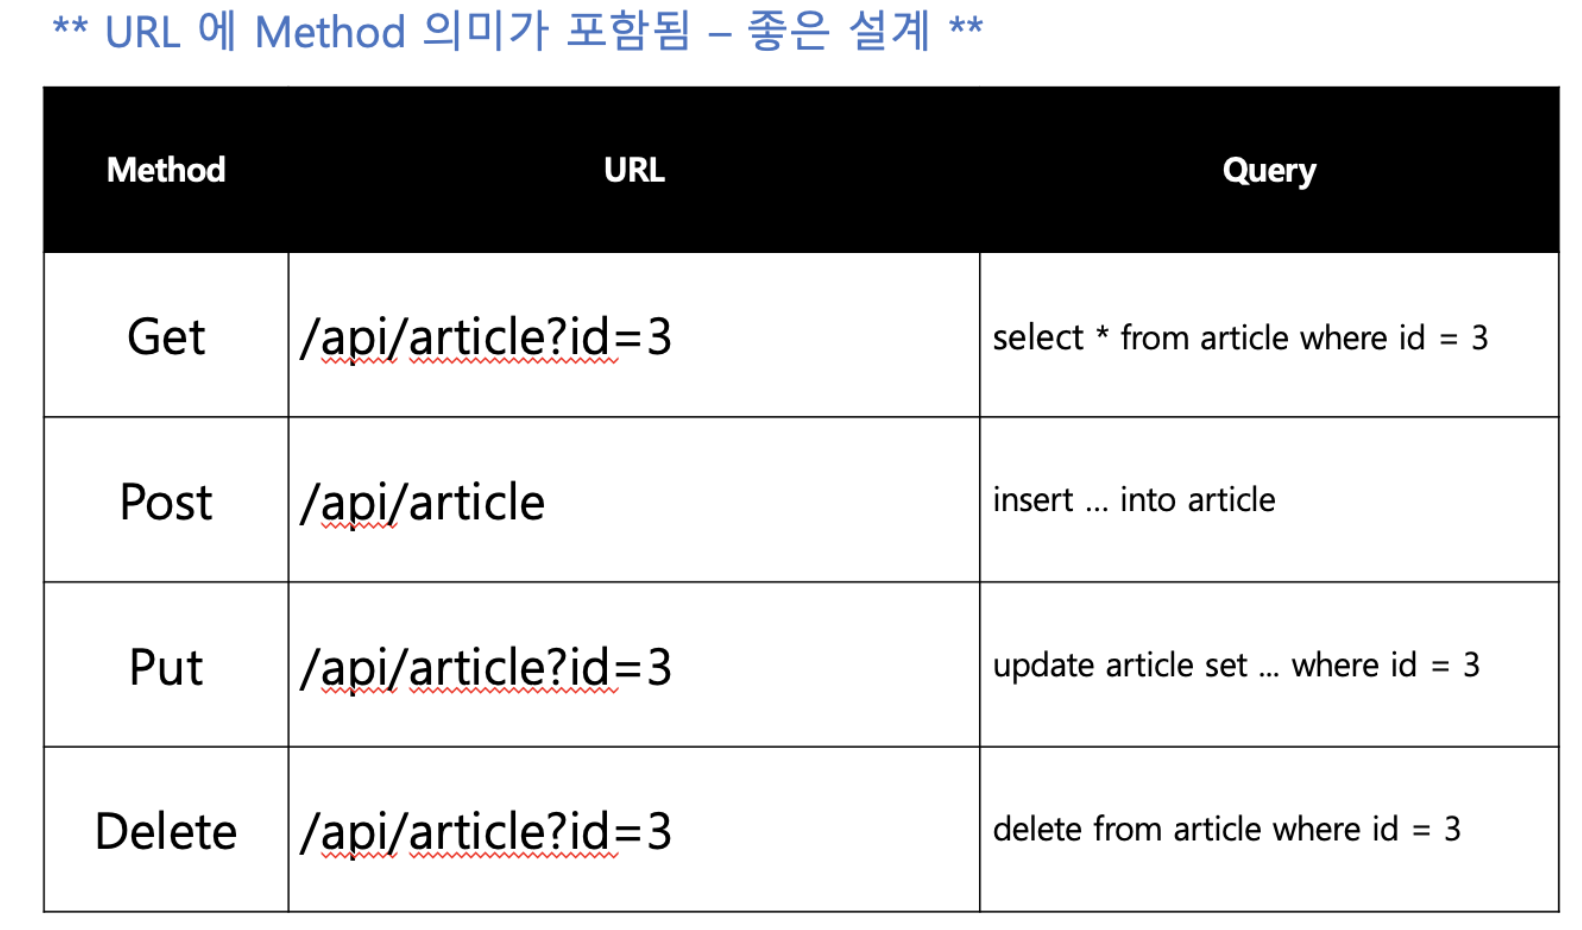 ** URL 에 Method 의미가 포함됨 – 좋은 설계 **
Method URL Query
Get /api/article?id=3 select * from article where id = 3
Post /api/article insert ... into article
Put /api/article?id=3 update article set ... where id = 3
Delete /api/article?id=3 delete from article where id = 3